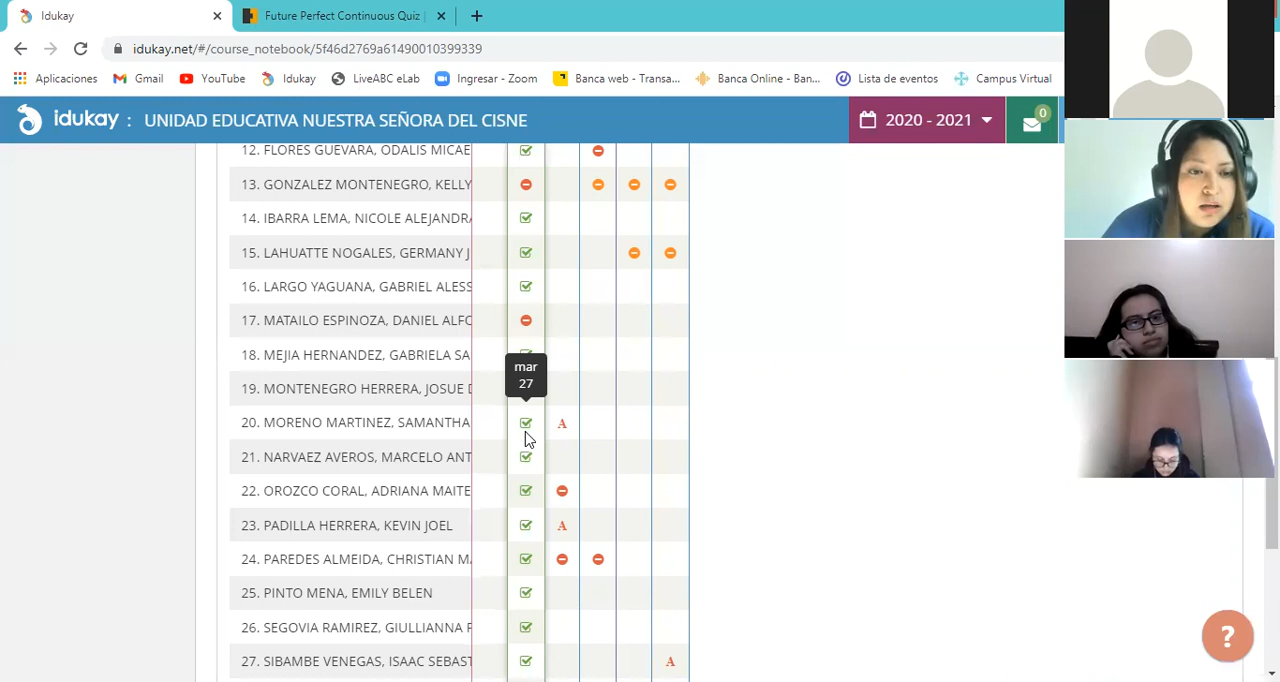 Idukay
Future Perfect Continuous Quiz
idukay.net/#/course_notebook/5f46d2769a61490010399339
Aplicaciones Gmail YouTube Idukay LiveABC eLab Ingresar - Zoom Banca web - Transa... Banca Online - Ban... Lista de eventos Campus Virtual
idukay : UNIDAD EDUCATIVA NUESTRA SEÑORA DEL CISNE 2020 - 2021 0
12. FLORES GUEVARA, ODALIS MICAE
13. GONZALEZ MONTENEGRO, KELLY
14. IBARRA LEMA, NICOLE ALEJANDRA
15. LAHUATTE NOGALES, GERMANY J
16. LARGO YAGUANA, GABRIEL ALESS
17. MATAILO ESPINOZA, DANIEL ALFO
18. MEJIA HERNANDEZ, GABRIELA SA
mar
27
19. MONTENEGRO HERRERA, JOSUE D
20. MORENO MARTINEZ, SAMANTHA A
21. NARVAEZ AVEROS, MARCELO ANT
22. OROZCO CORAL, ADRIANA MAITE
23. PADILLA HERRERA, KEVIN JOEL A
24. PAREDES ALMEIDA, CHRISTIAN MA
25. PINTO MENA, EMILY BELEN
26. SEGOVIA RAMIREZ, GIULLIANNA F
27. SIBAMBE VENEGAS, ISAAC SEBAST A
?